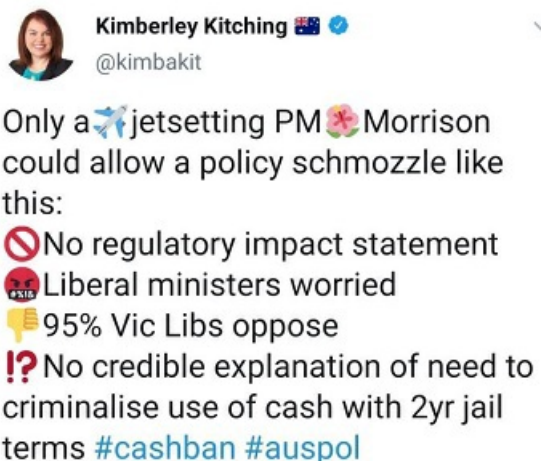 Kimberley Kitching 🇦🇺
@kimbakit
Only a✈️jetsetting PM🌺Morrison
could allow a policy schmozzle like
this:
🚫No regulatory impact statement
🤬Liberal ministers worried
👎95% Vic Libs oppose
⁉️No credible explanation of need to
criminalise use of cash with 2yr jail
terms #cashban #auspol